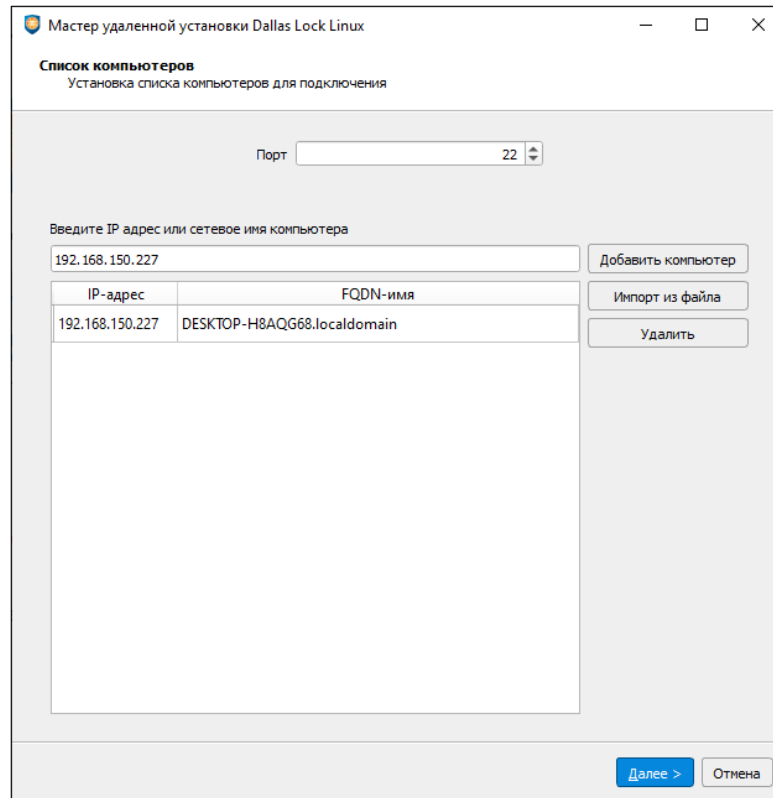 Мастер удаленной установки Dallas Lock Linux
Список компьютеров
Установка списка компьютеров для подключения
Порт 22
Введите IP адрес или сетевое имя компьютера
192.168.150.227 Добавить компьютер
IP-адрес FQDN-имя Импорт из файла
192.168.150.227 DESKTOP-H8AQG68.localdomain Удалить
Далее > Отмена